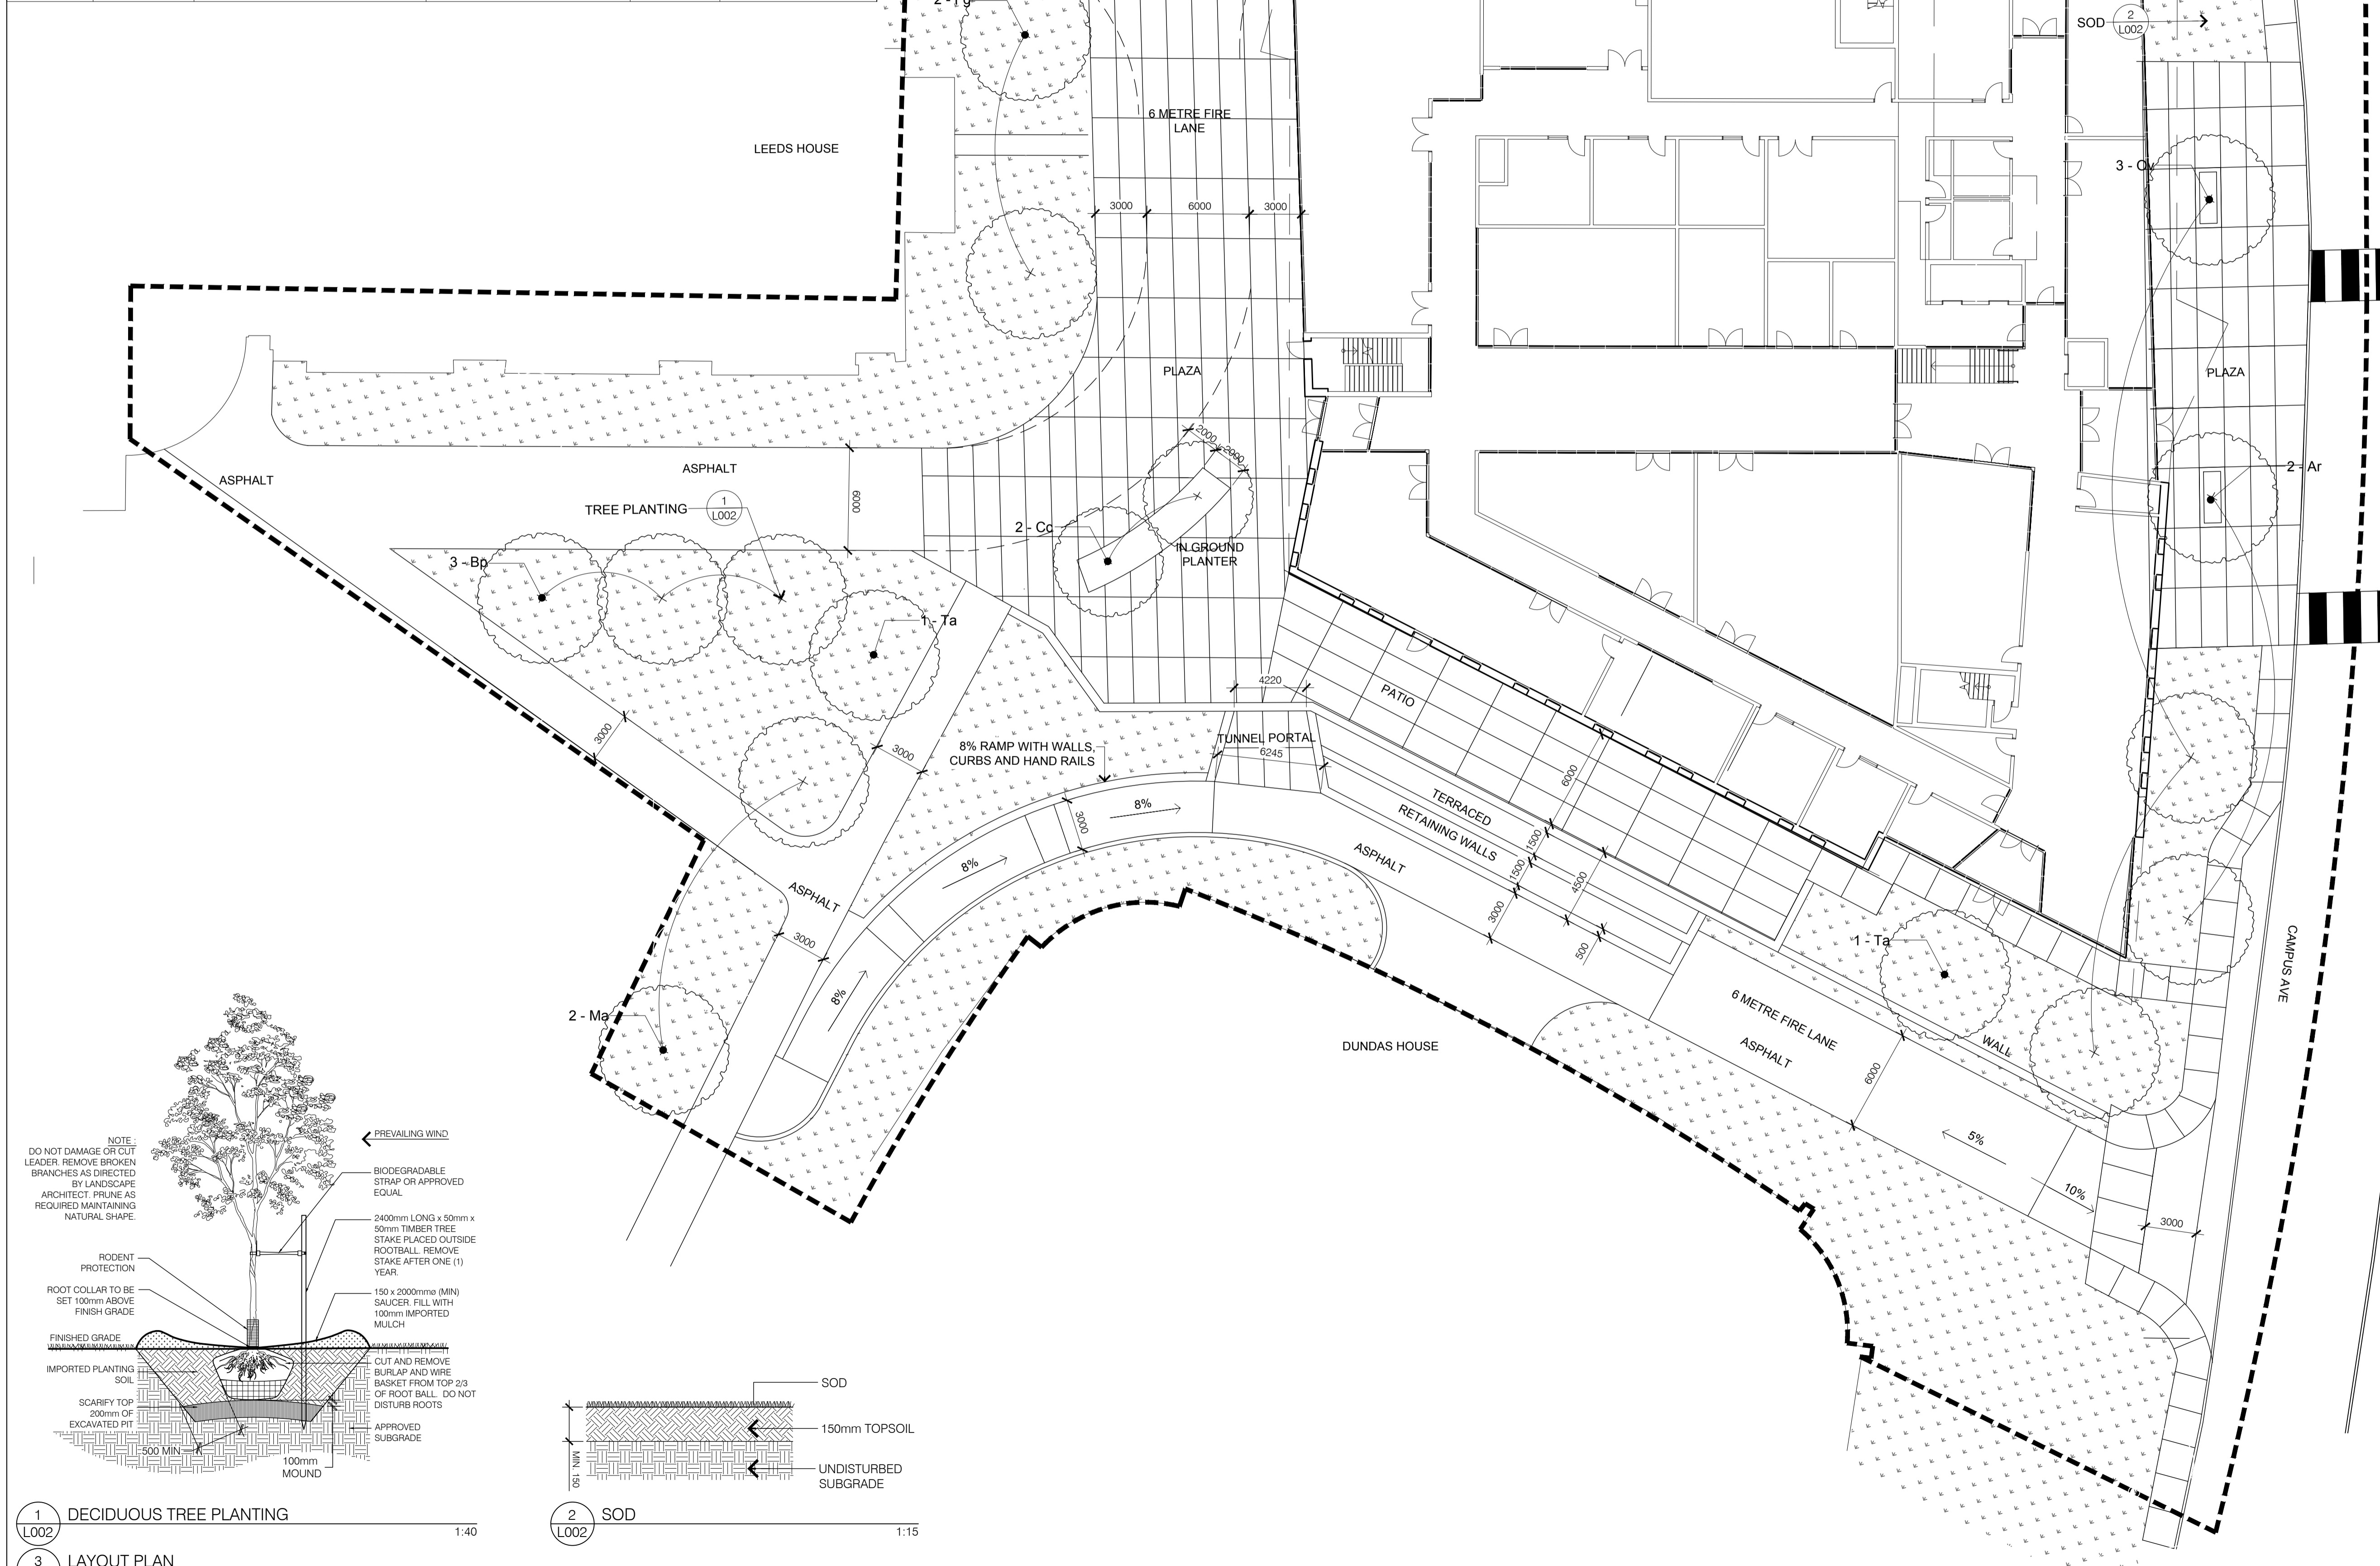 SOD
2
L002
6 METRE FIRE
LANE
LEEDS HOUSE
3000
6000
3000
PLAZA
PLAZA
2 - Ar
ASPHALT
ASPHALT
6000
2000
2000
TREE PLANTING
1
L002
2 - Cc
IN GROUND
PLANTER
3 - Bp
1 - Ta
4220
PATIO
3000
3000
8% RAMP WITH WALLS,
CURBS AND HAND RAILS
TUNNEL PORTAL
6245
6000
8%
3000
TERRACED
RETAINING WALLS
1500
1500
4500
3000
500
8%
ASPHALT
ASPHALT
3000
8%
1 - Ta
CAMPUS AVE
2 - Ma
6 METRE FIRE LANE
ASPHALT
WALL
DUNDAS HOUSE
6000
5%
10%
3000
NOTE :
DO NOT DAMAGE OR CUT
LEADER. REMOVE BROKEN
BRANCHES AS DIRECTED
BY LANDSCAPE
ARCHITECT. PRUNE AS
REQUIRED MAINTAINING
NATURAL SHAPE.
PREVAILING WIND
BIODEGRADABLE
STRAP OR APPROVED
EQUAL
2400mm LONG x 50mm x
50mm TIMBER TREE
STAKE PLACED OUTSIDE
ROOTBALL. REMOVE
STAKE AFTER ONE (1)
YEAR.
RODENT
PROTECTION
ROOT COLLAR TO BE
SET 100mm ABOVE
FINISH GRADE
150 x 2000mmø (MIN)
SAUCER. FILL WITH
100mm IMPORTED
MULCH
FINISHED GRADE
IMPORTED PLANTING
SOIL
CUT AND REMOVE
BURLAP AND WIRE
BASKET FROM TOP 2/3
OF ROOT BALL. DO NOT
DISTURB ROOTS
SCARIFY TOP
200mm OF
EXCAVATED PIT
APPROVED
SUBGRADE
500 MIN
100mm
MOUND
SOD
150mm TOPSOIL
MIN. 150
UNDISTURBED
SUBGRADE
1
L002
DECIDUOUS TREE PLANTING
1:40
2
L002
SOD
1:15
3
LAYOUT PLAN